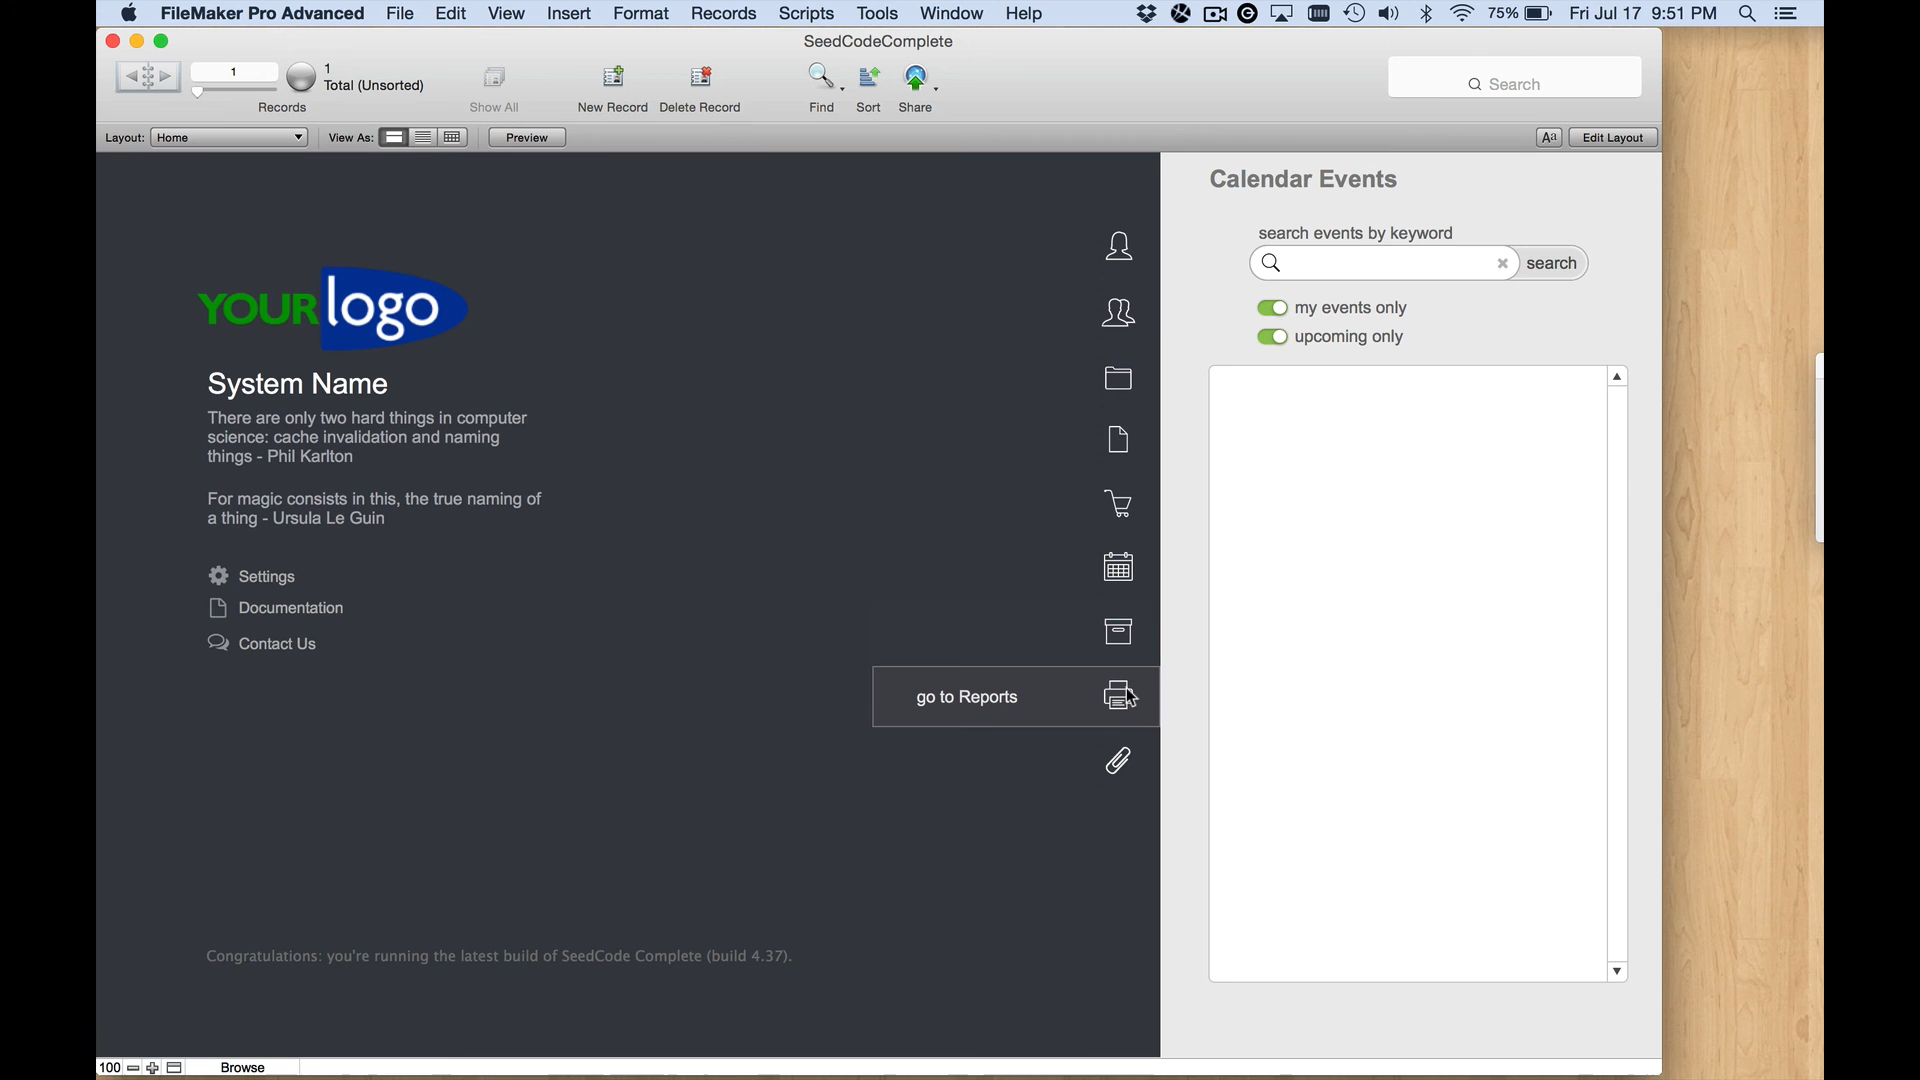 FileMaker Pro Advanced File Edit View Insert Format Records Scripts Tools Window Help 75% Fri Jul 17 9:51 PM
SeedCodeComplete
1
1
Total (Unsorted)
Records
Show All
New Record
Delete Record
Find
Sort
Share
Search
Layout: Home
View As:
Preview
Aa
Edit Layout
YOUR logo
System Name
There are only two hard things in computer
science: cache invalidation and naming
things - Phil Karlton
For magic consists in this, the true naming of
a thing - Ursula Le Guin
Settings
Documentation
Contact Us
go to Reports
Congratulations: you're running the latest build of SeedCode Complete (build 4.37).
Calendar Events
search events by keyword
search
my events only
upcoming only
100
Browse